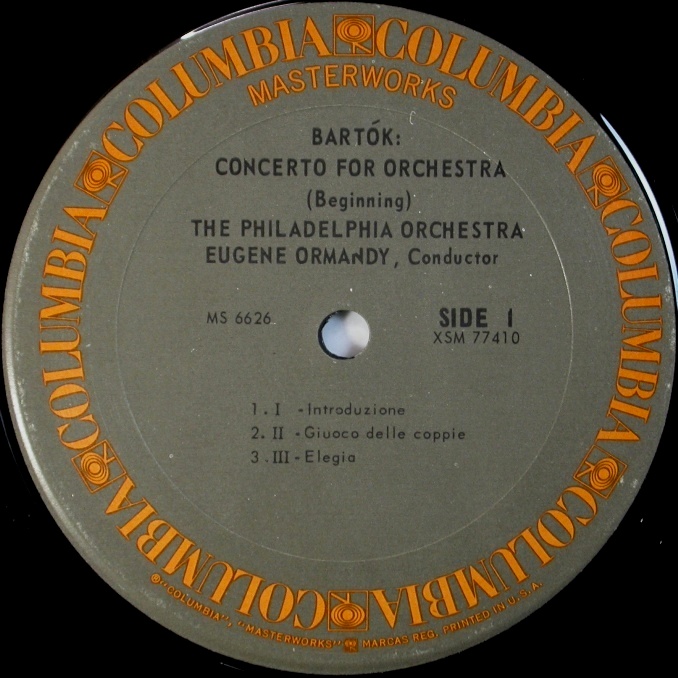 COLUMBIA COLUMBIA COLUMBIA COLUMBIA COLUMBIA COLUMBIA COLUMBIA
MASTERWORKS
BARTÓK:
CONCERTO FOR ORCHESTRA
(Beginning)
THE PHILADELPHIA ORCHESTRA
EUGENE ORMANDY, Conductor
MS 6626
SIDE 1
XSM 77410
1. I - Introduzione
2. II - Giuoco delle coppie
3. III - Elegia
®"COLUMBIA", "MASTERWORKS" MARCAS REG. PRINTED IN U.S.A.